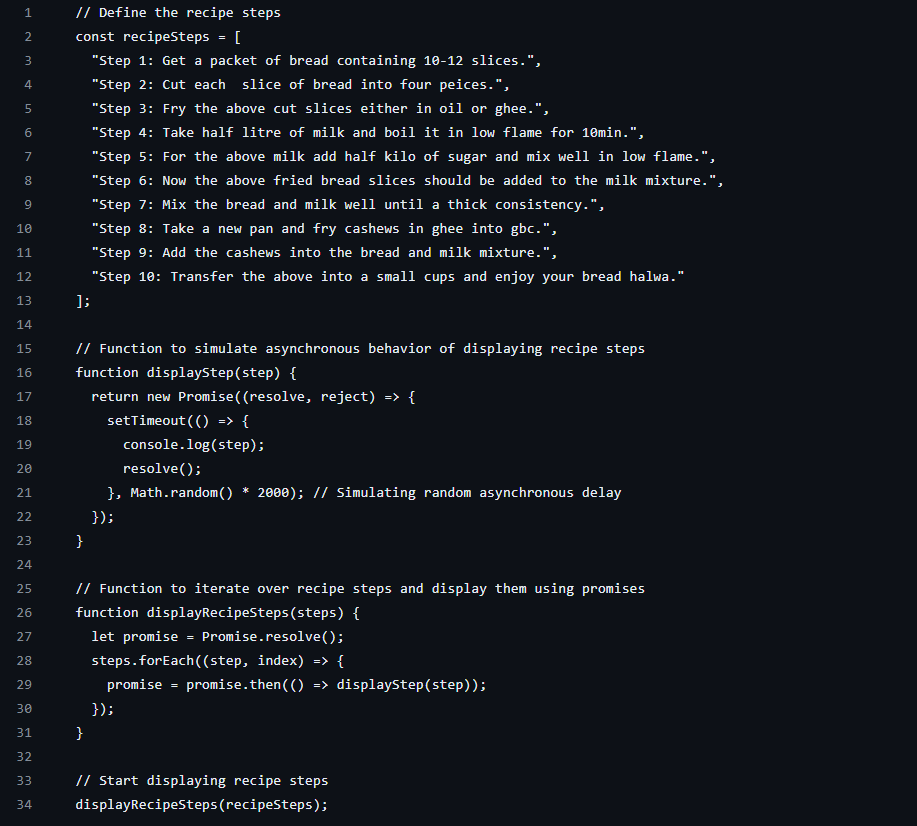 1 // Define the recipe steps
2 const recipeSteps = [
3 "Step 1: Get a packet of bread containing 10-12 slices.",
4 "Step 2: Cut each  slice of bread into four peices.",
5 "Step 3: Fry the above cut slices either in oil or ghee.",
6 "Step 4: Take half litre of milk and boil it in low flame for 10min.",
7 "Step 5: For the above milk add half kilo of sugar and mix well in low flame.",
8 "Step 6: Now the above fried bread slices should be added to the milk mixture.",
9 "Step 7: Mix the bread and milk well until a thick consistency.",
10 "Step 8: Take a new pan and fry cashews in ghee into gbc.",
11 "Step 9: Add the cashews into the bread and milk mixture.",
12 "Step 10: Transfer the above into a small cups and enjoy your bread halwa."
13 ];
14
15 // Function to simulate asynchronous behavior of displaying recipe steps
16 function displayStep(step) {
17 return new Promise((resolve, reject) => {
18 setTimeout(() => {
19 console.log(step);
20 resolve();
21 }, Math.random() * 2000); // Simulating random asynchronous delay
22 });
23 }
24
25 // Function to iterate over recipe steps and display them using promises
26 function displayRecipeSteps(steps) {
27 let promise = Promise.resolve();
28 steps.forEach((step, index) => {
29 promise = promise.then(() => displayStep(step));
30 });
31 }
32
33 // Start displaying recipe steps
34 displayRecipeSteps(recipeSteps);